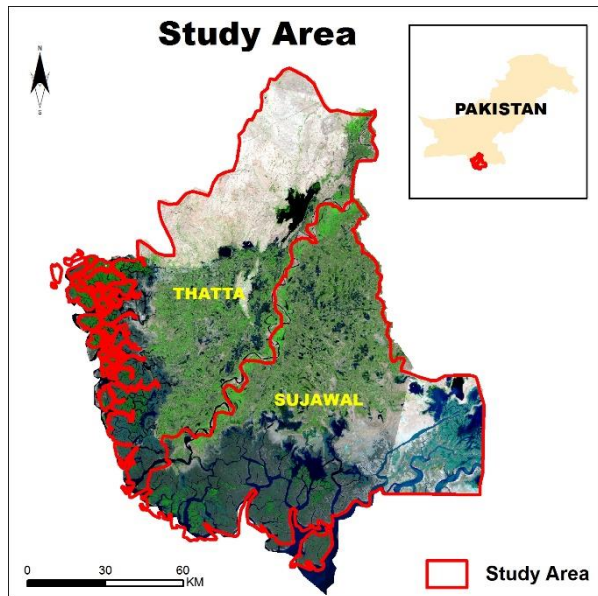 Study Area
N
PAKISTAN
THATTA
SUJAWAL
0 30 60
KM
Study Area